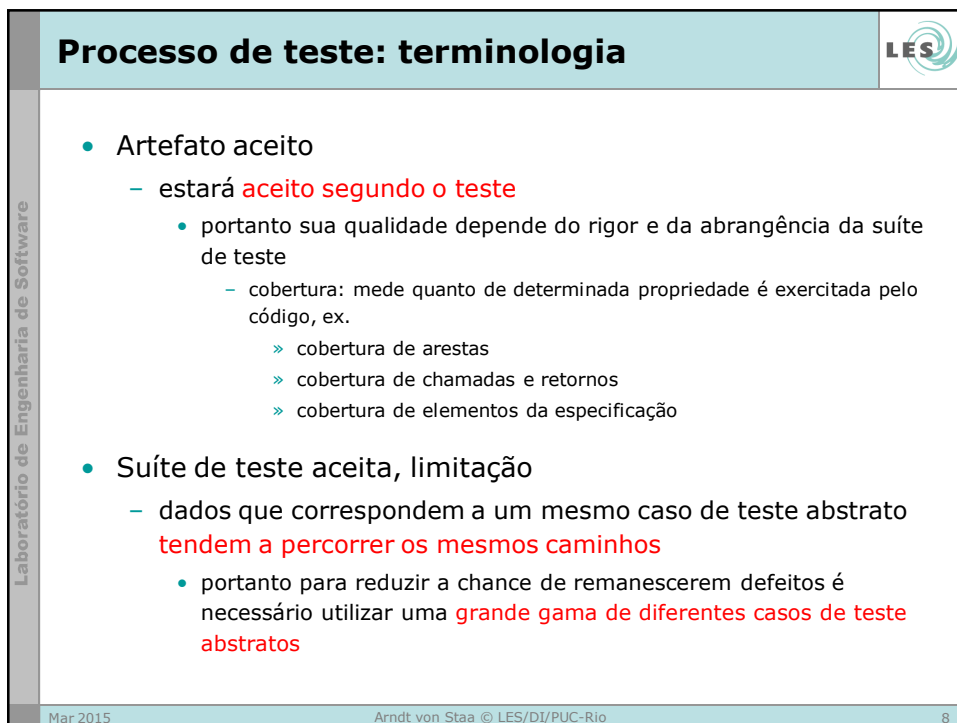 Processo de teste: terminologia
LES
Laboratório de Engenharia de Software
• Artefato aceito
– estará aceito segundo o teste
• portanto sua qualidade depende do rigor e da abrangência da suíte
de teste
– cobertura: mede quanto de determinada propriedade é exercitada pelo
código, ex.
» cobertura de arestas
» cobertura de chamadas e retornos
» cobertura de elementos da especificação
• Suíte de teste aceita, limitação
– dados que correspondem a um mesmo caso de teste abstrato
tendem a percorrer os mesmos caminhos
• portanto para reduzir a chance de remanescerem defeitos é
necessário utilizar uma grande gama de diferentes casos de teste
abstratos
Mar 2015
Arndt von Staa © LES/DI/PUC-Rio
8